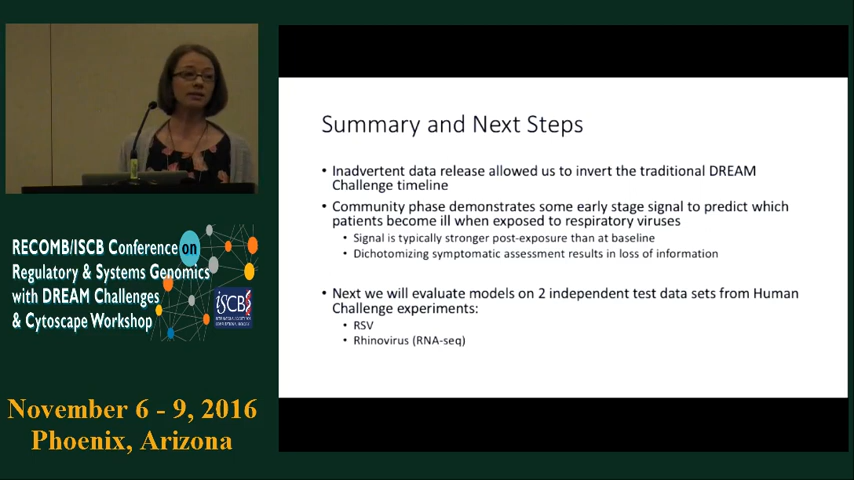 Summary and Next Steps
• Inadvertent data release allowed us to invert the traditional DREAM
Challenge timeline
• Community phase demonstrates some early stage signal to predict which
patients become ill when exposed to respiratory viruses
• Signal is typically stronger post-exposure than at baseline
• Dichotomizing symptomatic assessment results in loss of information
• Next we will evaluate models on 2 independent test data sets from Human
Challenge experiments:
• RSV
• Rhinovirus (RNA-seq)
RECOMB/ISCB Conference on
Regulatory & Systems Genomics
with DREAM Challenges
& Cytoscape Workshop
ISCB
November 6 - 9, 2016
Phoenix, Arizona